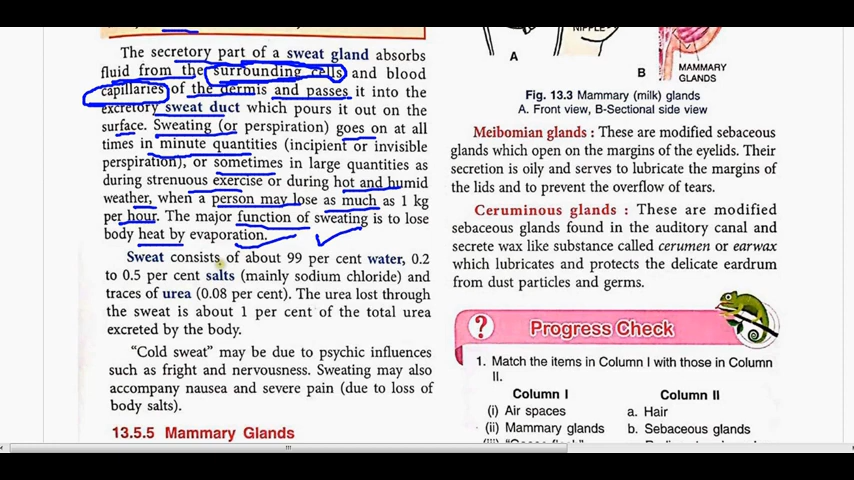 The secretory part of a sweat gland absorbs
fluid from the surrounding cells and blood
capillaries of the dermis and passes it into the
excretory sweat duct which pours it out on the
surface. Sweating (or perspiration) goes on at all
times in minute quantities (incipient or invisible
perspiration), or sometimes in large quantities as
during strenuous exercise or during hot and humid
weather, when a person may lose as much as 1 kg
per hour. The major function of sweating is to lose
body heat by evaporation.
Sweat consists of about 99 per cent water, 0.2
to 0.5 per cent salts (mainly sodium chloride) and
traces of urea (0.08 per cent). The urea lost through
the sweat is about 1 per cent of the total urea
excreted by the body.
“Cold sweat” may be due to psychic influences
such as fright and nervousness. Sweating may also
accompany nausea and severe pain (due to loss of
body salts).
13.5.5 Mammary Glands
NIPPLE
A
B
MAMMARY
GLANDS
Fig. 13.3 Mammary (milk) glands
A. Front view, B-Sectional side view
Meibomian glands : These are modified sebaceous
glands which open on the margins of the eyelids. Their
secretion is oily and serves to lubricate the margins of
the lids and to prevent the overflow of tears.
Ceruminous glands : These are modified
sebaceous glands found in the auditory canal and
secrete wax like substance called cerumen or earwax
which lubricates and protects the delicate eardrum
from dust particles and germs.
? Progress Check
1. Match the items in Column I with those in Column
II.
Column I Column II
(i) Air spaces a. Hair
(ii) Mammary glands b. Sebaceous glands